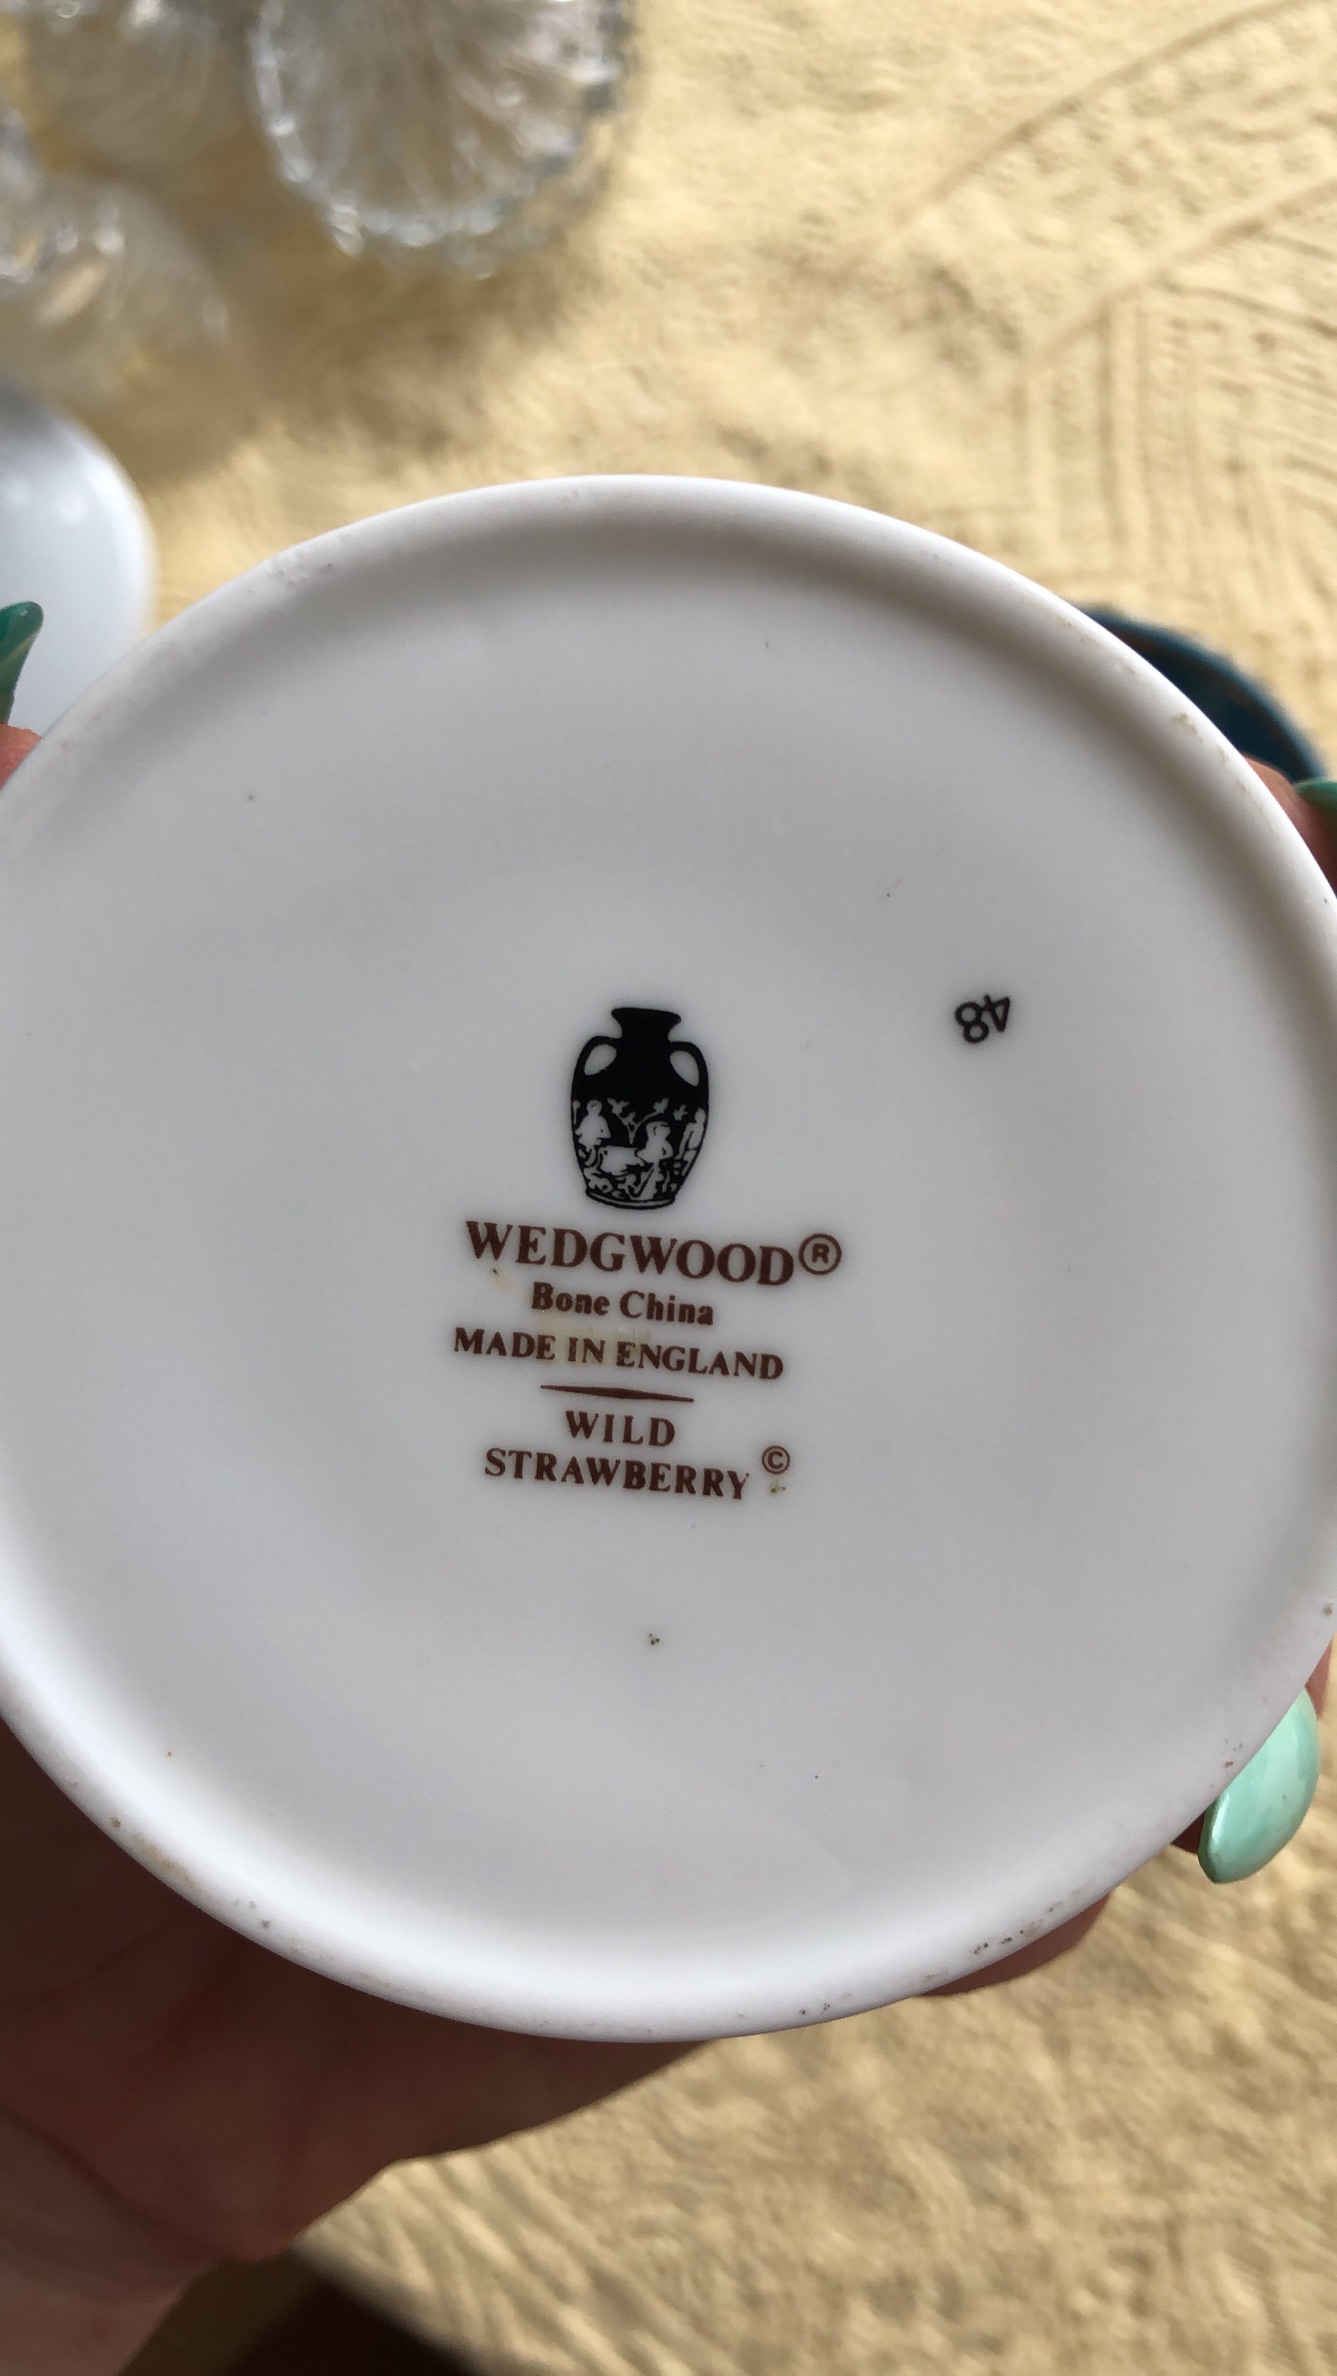 48
WEDGWOOD®
Bone China
MADE IN ENGLAND
WILD
STRAWBERRY ©